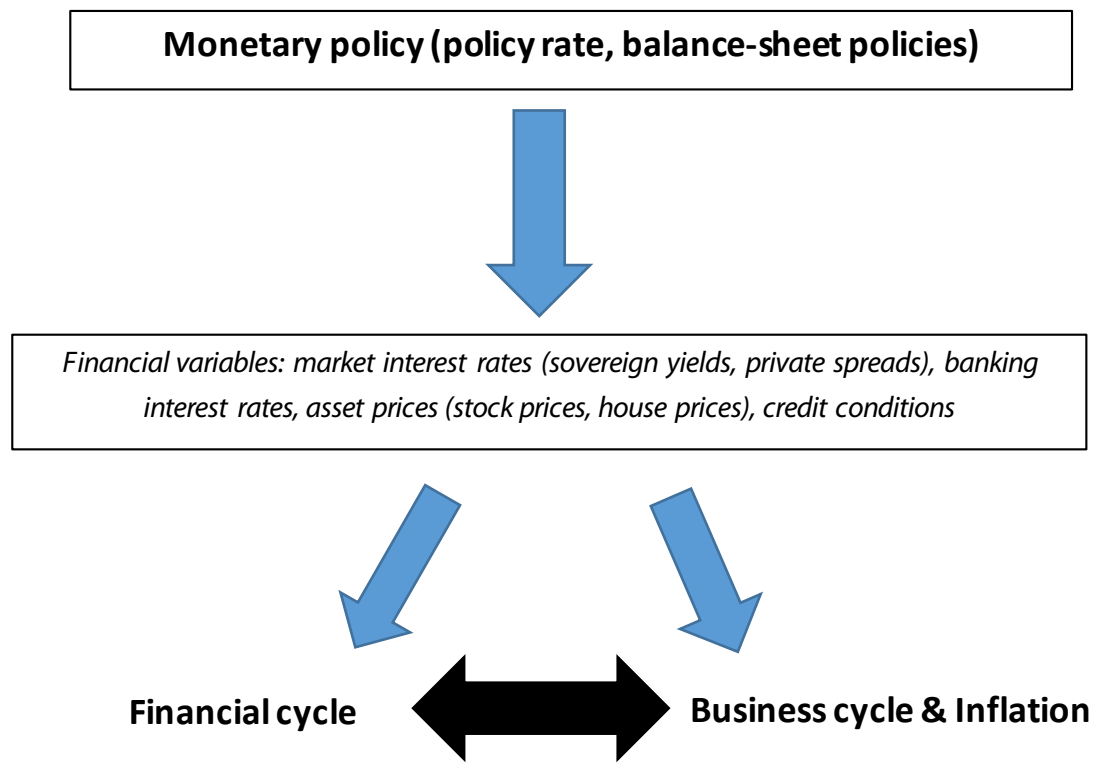 Monetary policy (policy rate, balance-sheet policies)
Financial variables: market interest rates (sovereign yields, private spreads), banking
interest rates, asset prices (stock prices, house prices), credit conditions
Financial cycle
Business cycle & Inflation